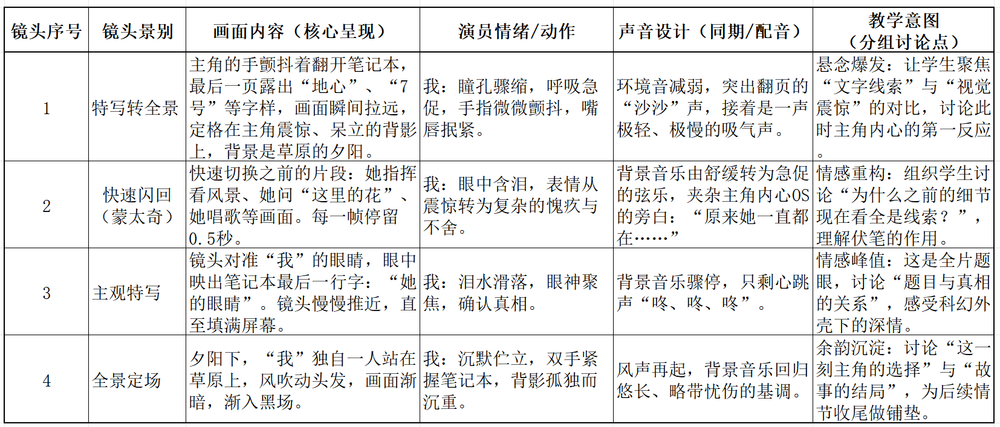 镜头序号
镜头景别
画面内容（核心呈现）
演员情绪/动作
声音设计（同期/配音）
教学意图
（分组讨论点）
1
特写转全景
主角的手颤抖着翻开笔记本，
最后一页露出“地心”、“7
号”等字样，画面瞬间拉远，
定格在主角震惊、呆立的背影
上，背景是草原的夕阳。
我：瞳孔骤缩，呼吸急
促，手指微微颤抖，嘴
唇抿紧。
环境音减弱，突出翻页的
“沙沙”声，接着是一声
极轻、极慢的吸气声。
悬念爆发：让学生聚焦
“文字线索”与“视觉
震惊”的对比，讨论此
时主角内心的第一反应
。
2
快速闪回
（蒙太奇）
快速切换之前的片段：她指挥
看风景、她问“这里的花”、
她唱歌等画面。每一帧停留
0.5秒。
我：眼中含泪，表情从
震惊转为复杂的愧疚与
不舍。
背景音乐由舒缓转为急促
的弦乐，夹杂主角内心OS
的旁白：“原来她一直都
在……”
情感重构：组织学生讨
论“为什么之前的细节
现在看全是线索？”，
理解伏笔的作用。
3
主观特写
镜头对准“我”的眼睛，眼中
映出笔记本最后一行字：“她
的眼睛”。镜头慢慢推近，直
至填满屏幕。
我：泪水滑落，眼神聚
焦，确认真相。
背景音乐骤停，只剩心跳
声“咚、咚、咚”。
情感峰值：这是全片题
眼，讨论“题目与真相
的关系”，感受科幻外
壳下的深情。
4
全景定场
夕阳下，“我”独自一人站在
草原上，风吹动头发，画面渐
暗，渐入黑场。
我：沉默伫立，双手紧
握笔记本，背影孤独而
沉重。
风声再起，背景音乐回归
悠长、略带忧伤的基调。
余韵沉淀：讨论“这一
刻主角的选择”与“故
事的结局”，为后续情
节收尾做铺垫。